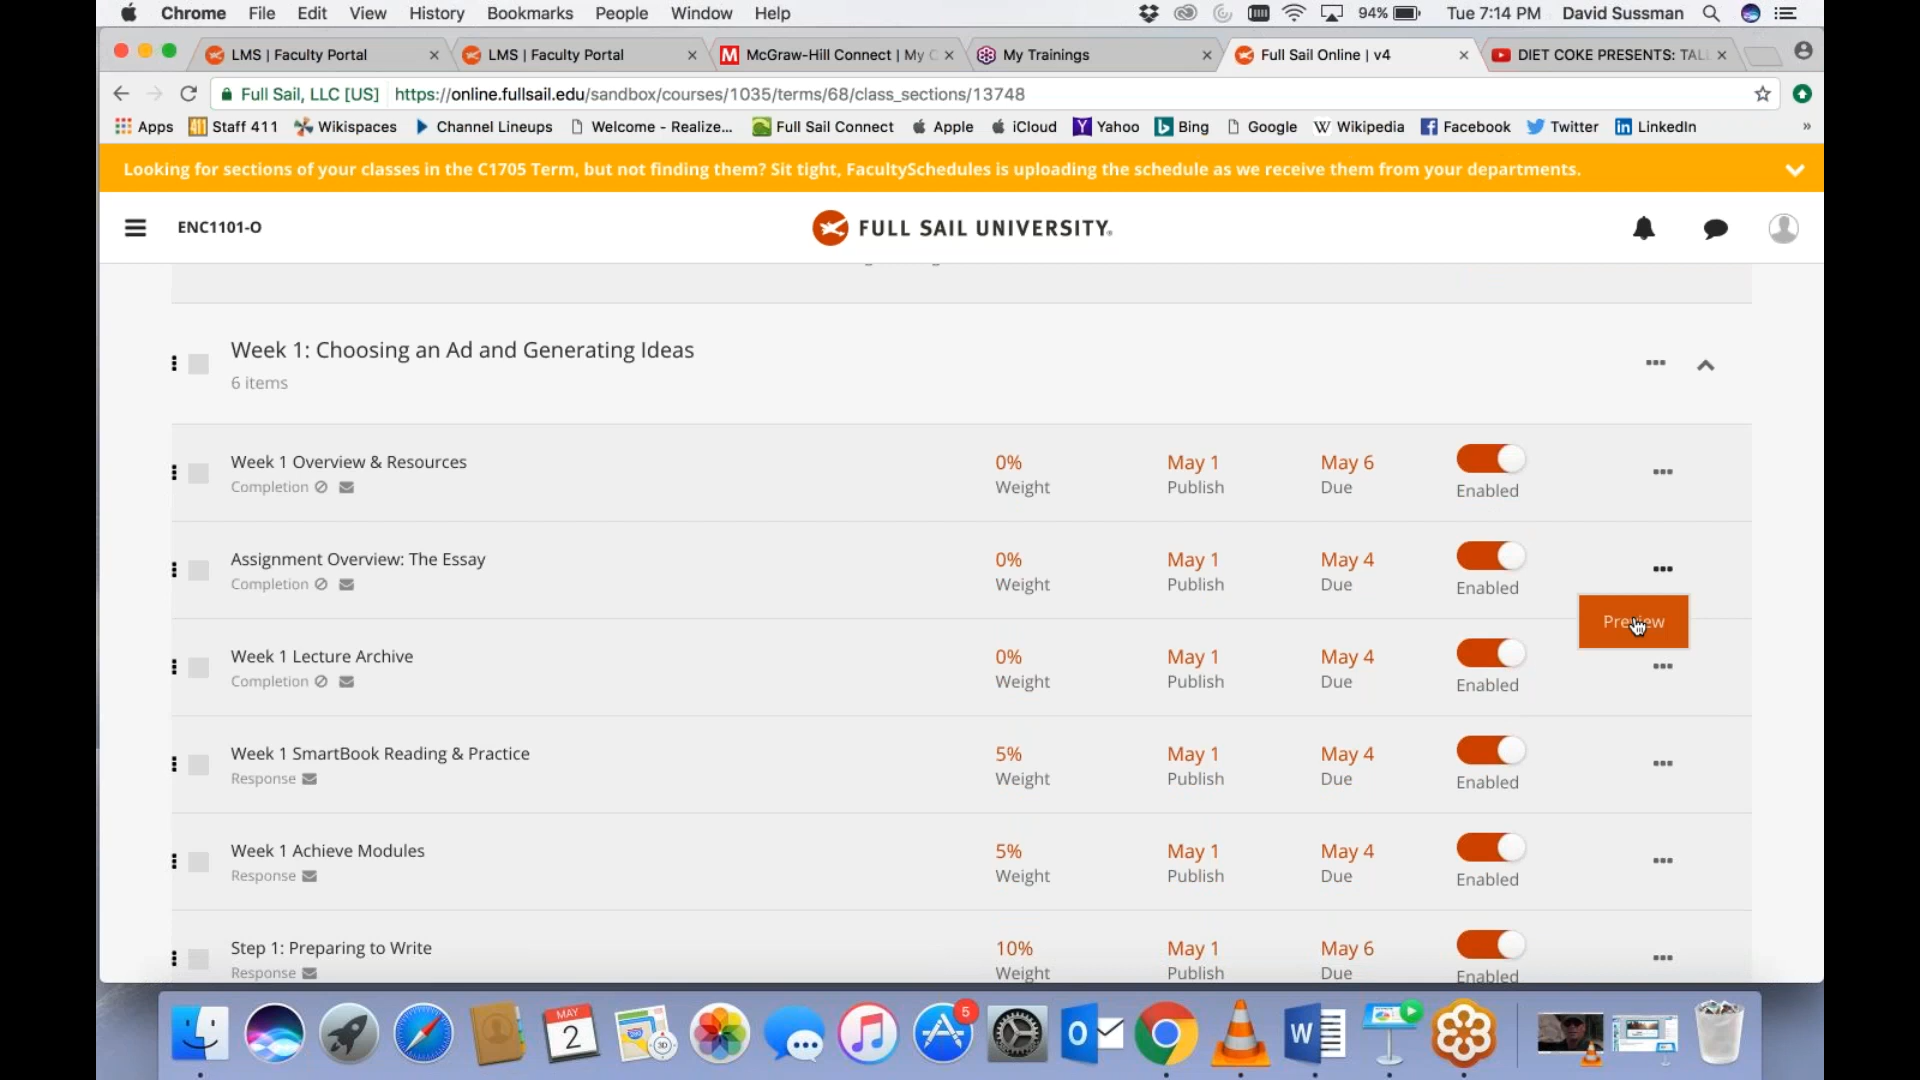 Chrome File Edit View History Bookmarks People Window Help 94% Tue 7:14 PM David Sussman
LMS | Faculty Portal LMS | Faculty Portal McGraw-Hill Connect | My My Trainings Full Sail Online | v4 DIET COKE PRESENTS: TAL
Full Sail, LLC [US] https://online.fullsail.edu/sandbox/courses/1035/terms/68/class_sections/13748
Apps Staff 411 Wikispaces Channel Lineups Welcome - Realize... Full Sail Connect Apple iCloud Yahoo Bing Google Wikipedia Facebook Twitter LinkedIn »
Looking for sections of your classes in the C1705 Term, but not finding them? Sit tight, FacultySchedules is uploading the schedule as we receive them from your departments.
ENC1101-O FULL SAIL UNIVERSITY.
Week 1: Choosing an Ad and Generating Ideas
6 items
Week 1 Overview & Resources 0% May 1 May 6
Completion Weight Publish Due Enabled
Assignment Overview: The Essay 0% May 1 May 4
Completion Weight Publish Due Enabled
Preview
Week 1 Lecture Archive 0% May 1 May 4
Completion Weight Publish Due Enabled
Week 1 SmartBook Reading & Practice 5% May 1 May 4
Response Weight Publish Due Enabled
Week 1 Achieve Modules 5% May 1 May 4
Response Weight Publish Due Enabled
Step 1: Preparing to Write 10% May 1 May 6
Response Weight Publish Due Enabled
MAY
2
3D
5
O
W